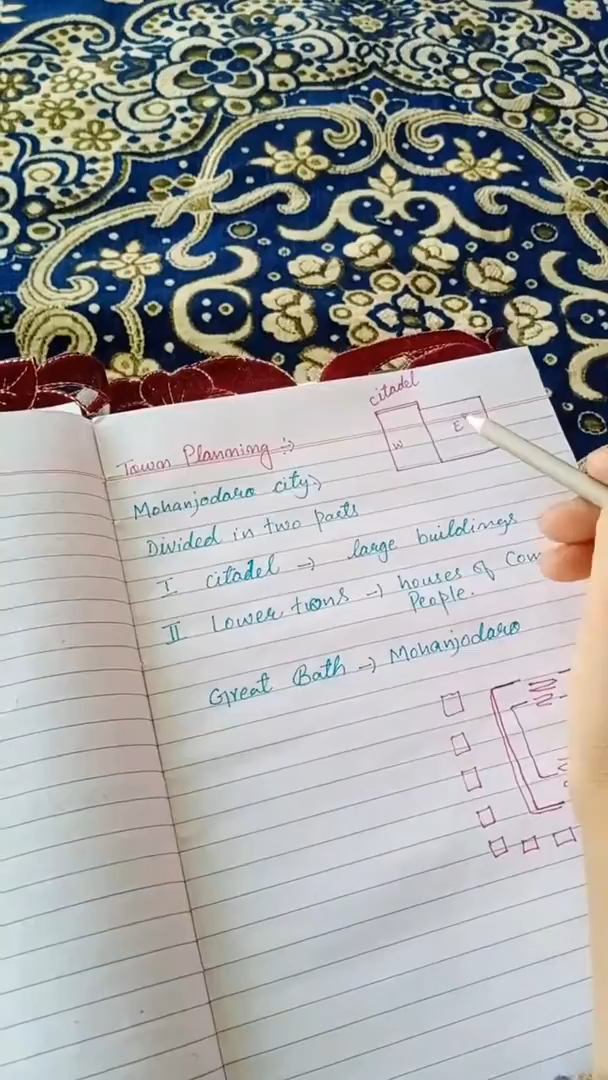 citadel
W E
Town Planning :-
Mohanjodaro city
Divided in two parts
I citadel → large buildings
II Lower towns → houses of Com
People.
Great Bath → Mohanjodaro